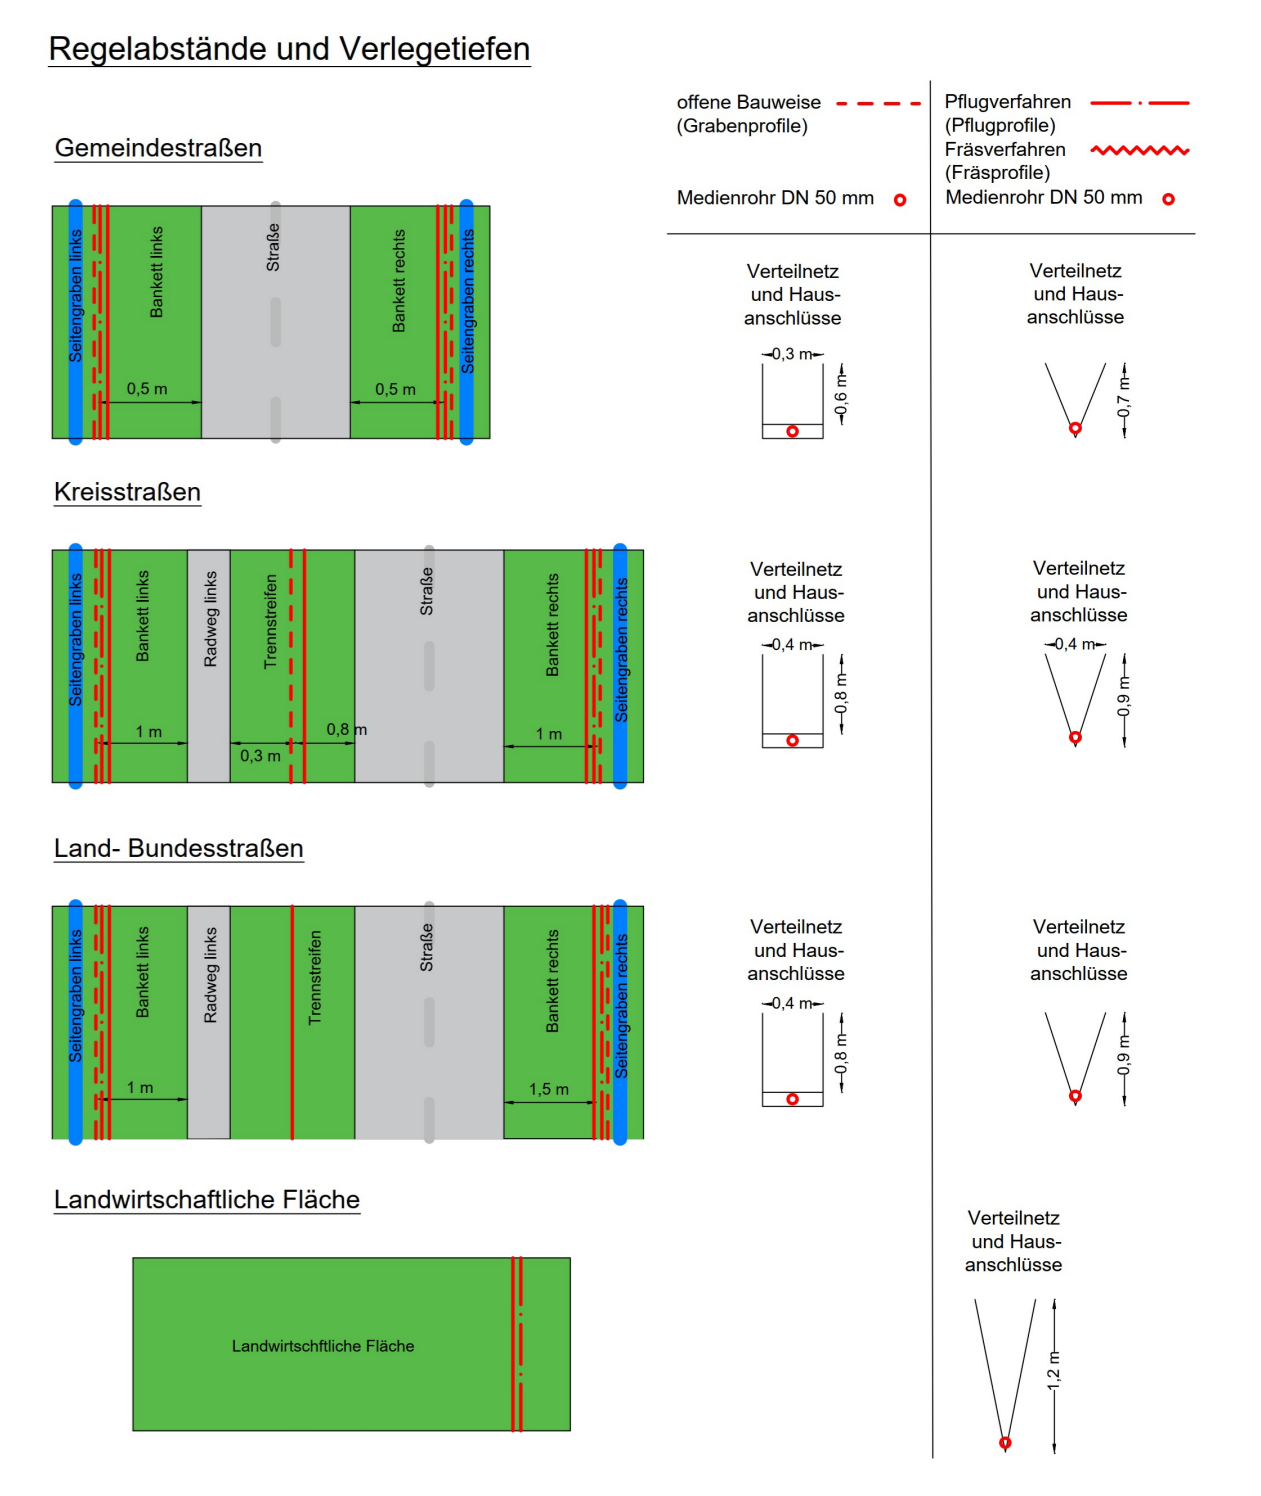 Regelabstände und Verlegetiefen
offene Bauweise
(Grabenprofile)
Medienrohr DN 50 mm
Pflugverfahren
(Pflugprofile)
Fräsverfahren
(Fräsprofile)
Medienrohr DN 50 mm
Gemeindestraßen
Seitengraben links
Bankett links
Straße
Bankett rechts
Seitengraben rechts
0,5 m
0,5 m
Verteilnetz
und Haus-
anschlüsse
0,3 m
0,6 m
Verteilnetz
und Haus-
anschlüsse
0,7 m
Kreisstraßen
Seitengraben links
Bankett links
Radweg links
Trennstreifen
Straße
Bankett rechts
Seitengraben rechts
1 m
0,3 m
0,8 m
1 m
Verteilnetz
und Haus-
anschlüsse
0,4 m
0,8 m
Verteilnetz
und Haus-
anschlüsse
0,4 m
0,9 m
Land- Bundesstraßen
Seitengraben links
Bankett links
Radweg links
Trennstreifen
Straße
Bankett rechts
Seitengraben rechts
1 m
1,5 m
Verteilnetz
und Haus-
anschlüsse
0,4 m
0,8 m
Verteilnetz
und Haus-
anschlüsse
0,9 m
Landwirtschaftliche Fläche
Landwirtschftliche Fläche
Verteilnetz
und Haus-
anschlüsse
1,2 m